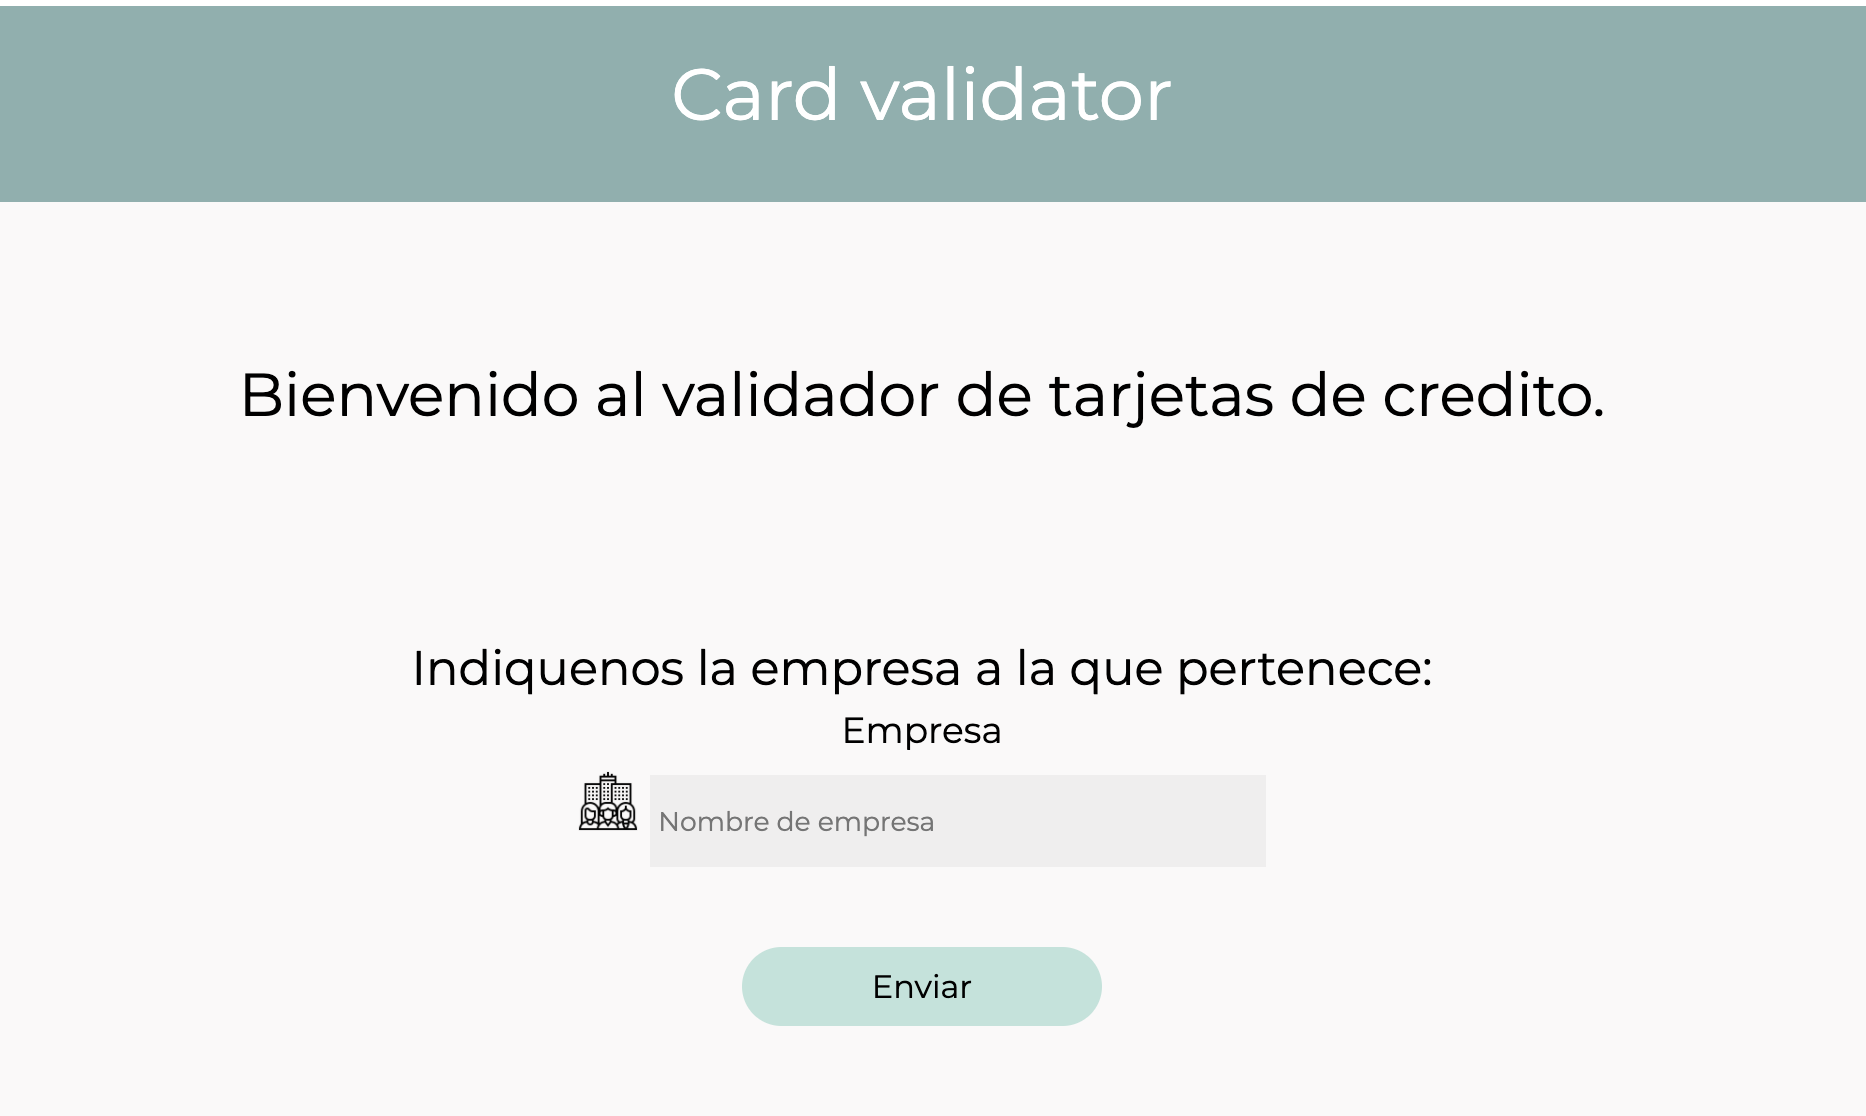 Card validator
Bienvenido al validador de tarjetas de credito.
Indiquenos la empresa a la que pertenece:
Empresa
Nombre de empresa
Enviar